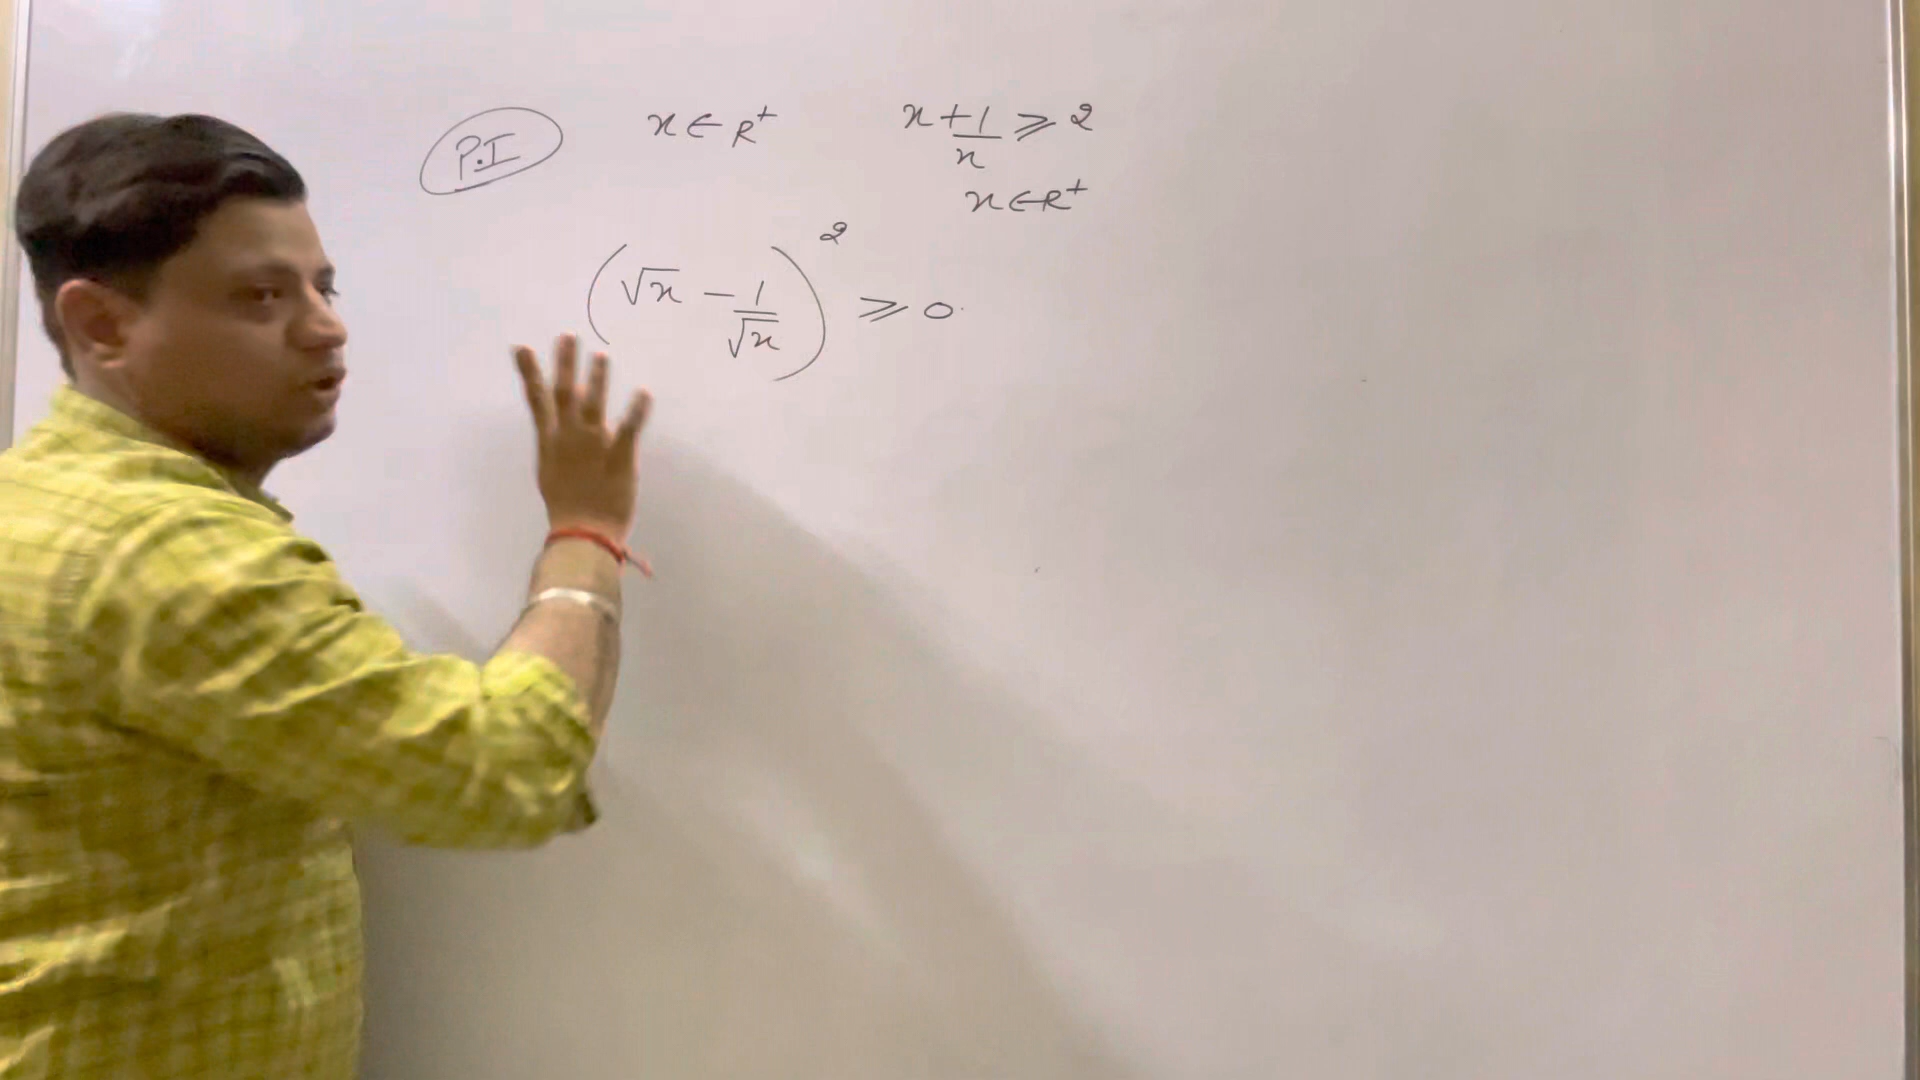 P.I x ∈ R⁺ x + 1/x ⩾ 2
x ∈ R⁺
(√x − 1/√x)² ⩾ 0